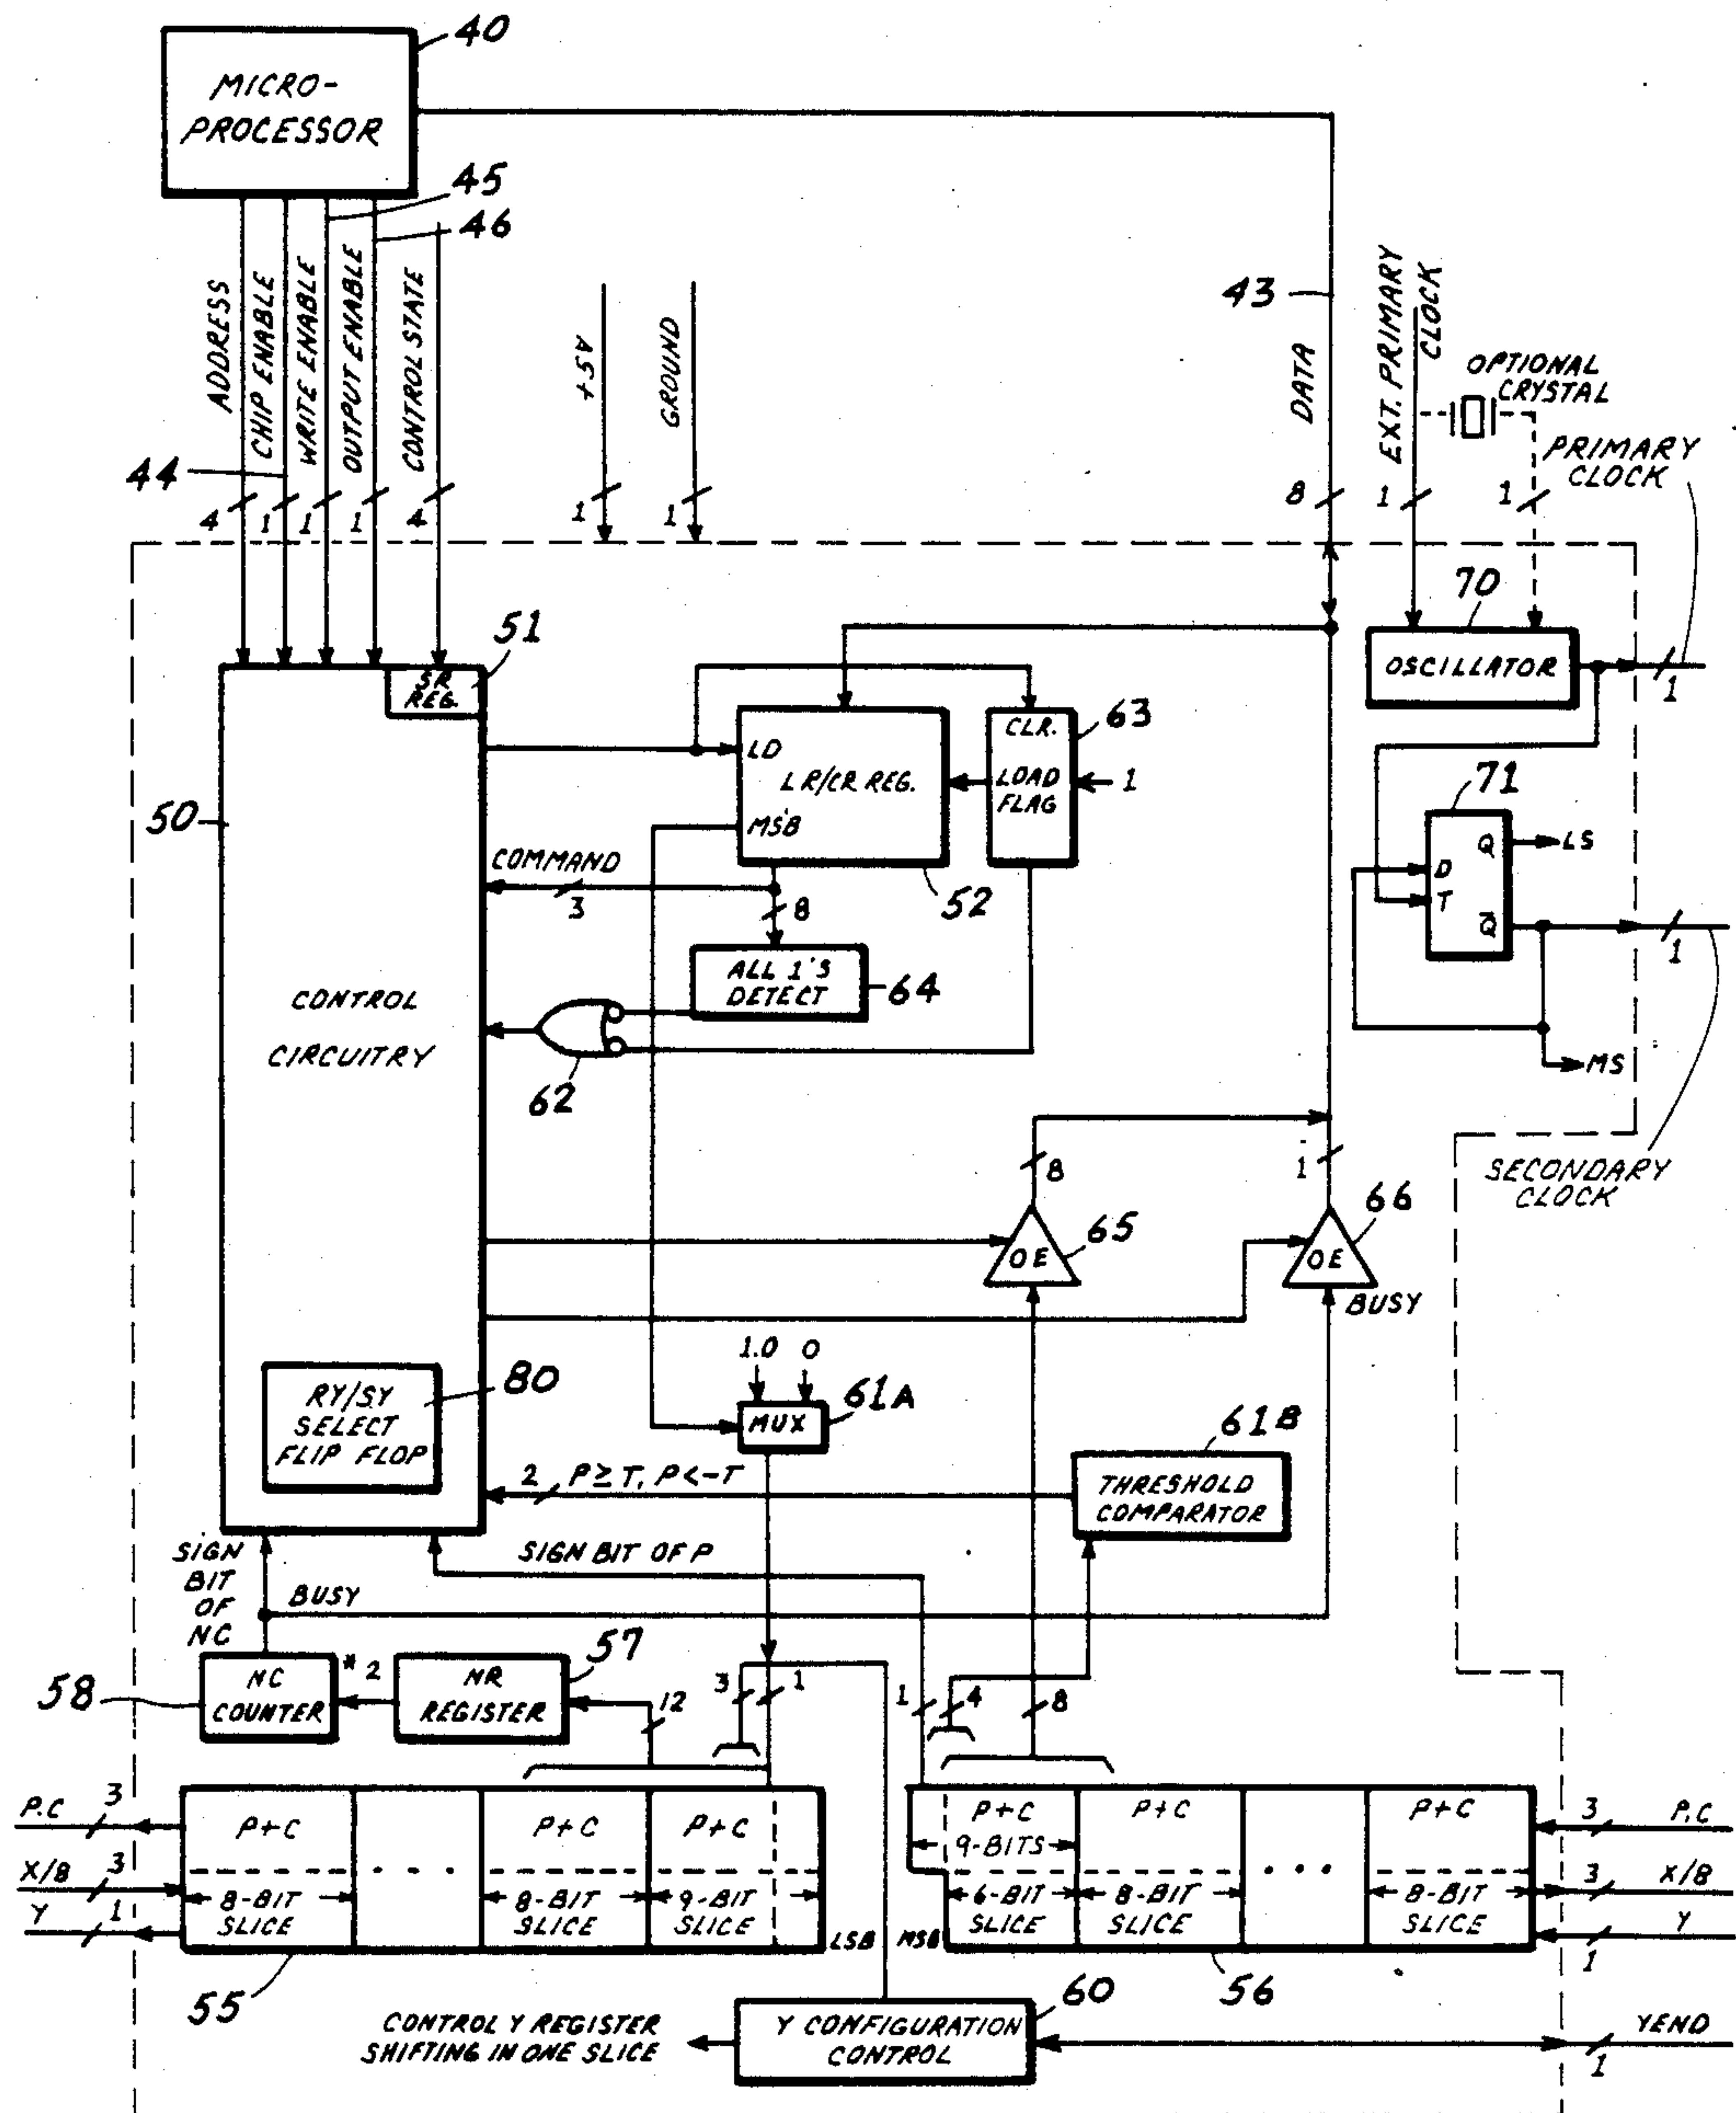 40
MICRO-
PROCESSOR
45
46
43
ADDRESS
CHIP ENABLE
WRITE ENABLE
OUTPUT ENABLE
CONTROL STATE
+5V
GROUND
DATA
EXT. PRIMARY
CLOCK
OPTIONAL
CRYSTAL
PRIMARY
CLOCK
44
4
1
1
1
4
1
1
8
1
1
51
70
SR
REG.
OSCILLATOR
1
63
CLR.
LD
LR/CR REG.
LOAD
FLAG
1
71
50
MSB
Q
LS
D
T
Q̅
1
COMMAND
3
8
52
ALL 1'S
DETECT
64
CONTROL
CIRCUITRY
62
MS
8
1
SECONDARY
CLOCK
66
65
OE
OE
BUSY
1.0
0
80
RY/SY
SELECT
FLIP FLOP
61A
MUX
61B
2
P≥T, P<-T
THRESHOLD
COMPARATOR
SIGN
BIT
OF
NC
SIGN BIT OF P
BUSY
57
58
NC
COUNTER
*2
NR
REGISTER
12
3
1
1
4
8
P,C
3
P+C
P+C
P+C
P+C
9-BITS
P+C
P+C
3
P,C
X/8
3
. . .
. . .
3
X/8
Y
1
8-BIT
SLICE
8-BIT
SLICE
9-BIT
SLICE
LSB
MSB
6-BIT
SLICE
8-BIT
SLICE
8-BIT
SLICE
1
Y
55
56
60
CONTROL Y REGISTER
SHIFTING IN ONE SLICE
Y CONFIGURATION
CONTROL
YEND
1